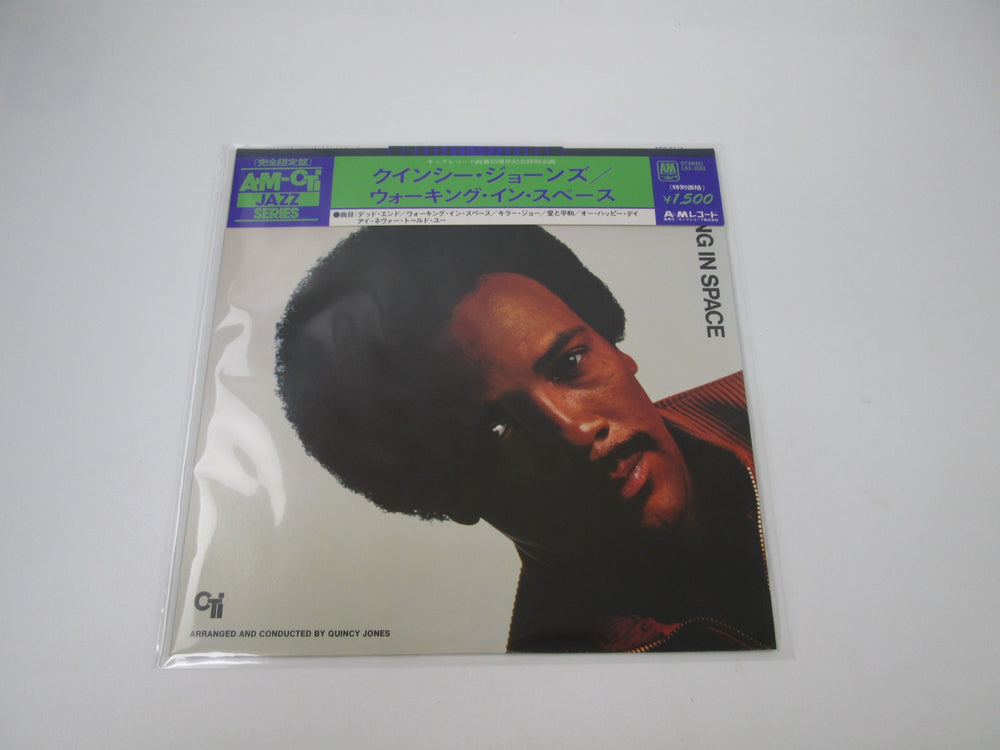 キングレコード創業45周年記念特別企画
[完全限定盤]
A&M-CTi
JAZZ
SERIES
クインシー・ジョーンズ/
ウォーキング・イン・スペース
●曲目:デッド・エンド/ウォーキング・イン・スペース/キラー・ジョー/愛と平和/オー・ハッピー・デイ
アイ・ネヴァー・トールド・ユー
A&M
STEREO
(特別価格)
¥1,500
A&Mレコード
NG IN SPACE
CTi
ARRANGED AND CONDUCTED BY QUINCY JONES